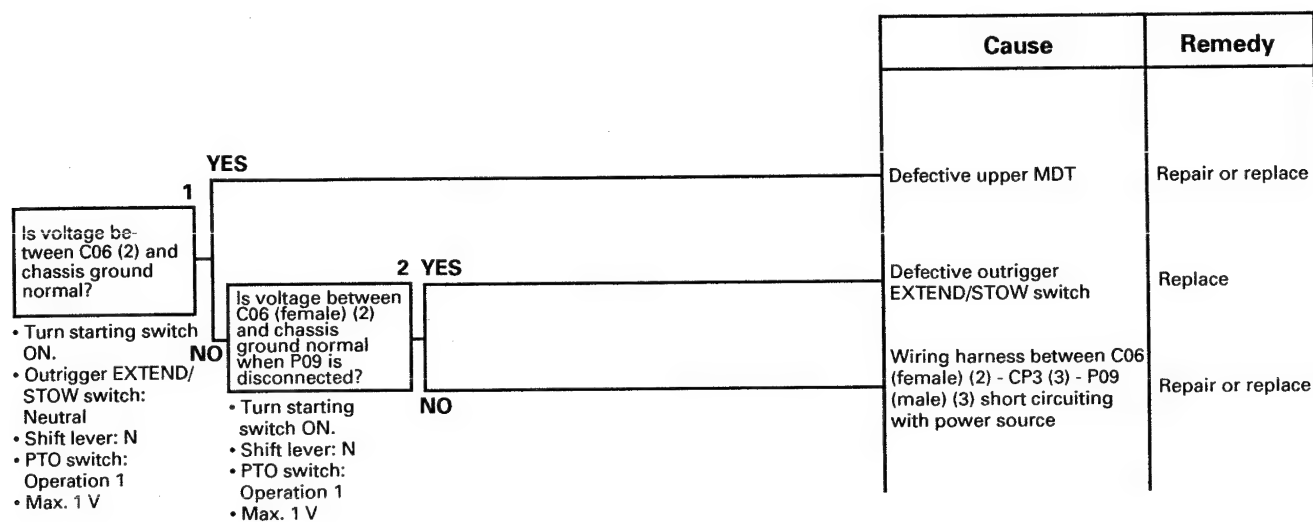 Cause
Remedy
YES
1
Is voltage be-
tween C06 (2) and
chassis ground
normal?
• Turn starting switch
ON.
• Outrigger EXTEND/
STOW switch:
Neutral
• Shift lever: N
• PTO switch:
Operation 1
• Max. 1 V
NO
2 YES
Is voltage between
C06 (female) (2)
and chassis
ground normal
when P09 is
disconnected?
• Turn starting
switch ON.
• Shift lever: N
• PTO switch:
Operation 1
• Max. 1 V
NO
Defective upper MDT
Repair or replace
Defective outrigger
EXTEND/STOW switch
Replace
Wiring harness between C06
(female) (2) - CP3 (3) - P09
(male) (3) short circuiting
with power source
Repair or replace